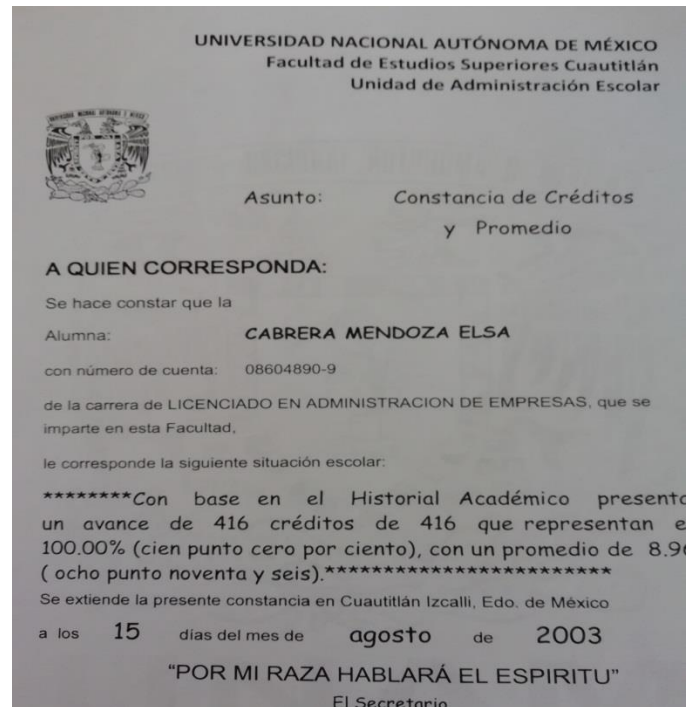 UNIVERSIDAD NACIONAL AUTÓNOMA DE MÉXICO
Facultad de Estudios Superiores Cuautitlán
Unidad de Administración Escolar
Asunto: Constancia de Créditos
y Promedio
A QUIEN CORRESPONDA:
Se hace constar que la
Alumna: CABRERA MENDOZA ELSA
con número de cuenta: 08604890-9
de la carrera de LICENCIADO EN ADMINISTRACION DE EMPRESAS, que se
imparte en esta Facultad,
le corresponde la siguiente situación escolar:
********Con base en el Historial Académico presenta
un avance de 416 créditos de 416 que representan e
100.00% (cien punto cero por ciento), con un promedio de 8.96
( ocho punto noventa y seis).************************
Se extiende la presente constancia en Cuautitlán Izcalli, Edo. de México
a los 15 días del mes de agosto de 2003
"POR MI RAZA HABLARÁ EL ESPIRITU"
El Secretario